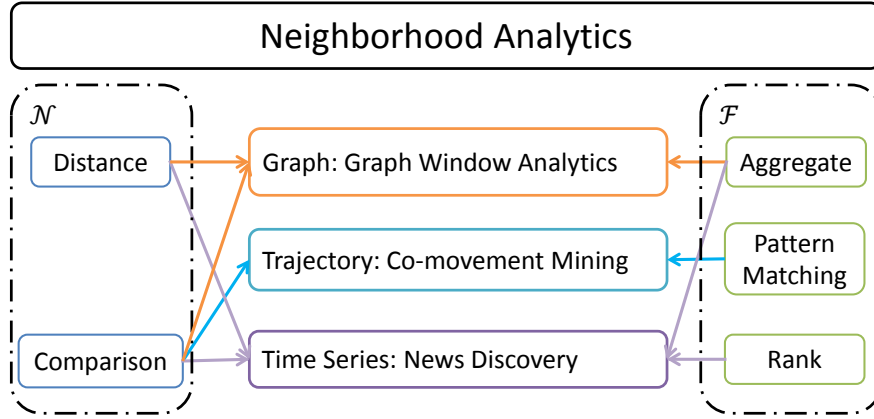 Neighborhood Analytics
𝒩
ℱ
Distance
Graph: Graph Window Analytics
Aggregate
Trajectory: Co-movement Mining
Pattern
Matching
Comparison
Time Series: News Discovery
Rank